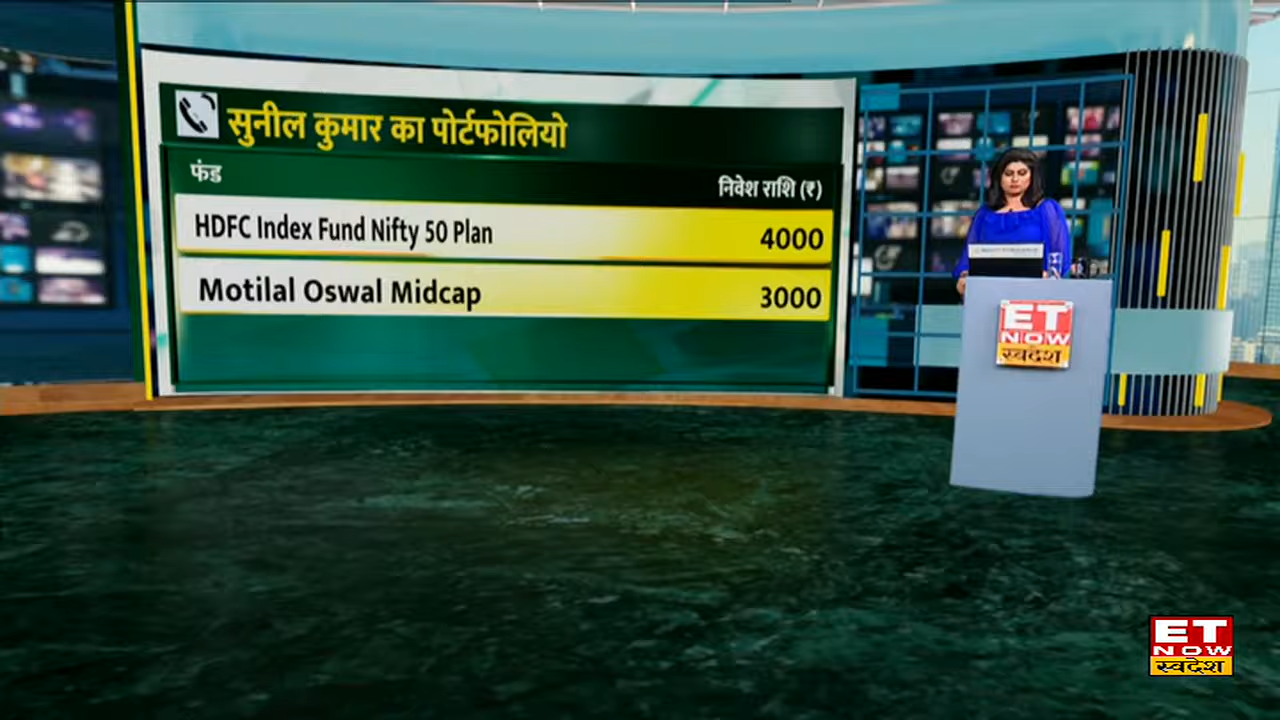 सुनील कुमार का पोर्टफोलियो
फंड
निवेश राशि (₹)
HDFC Index Fund Nifty 50 Plan
4000
Motilal Oswal Midcap
3000
ET
NOW
स्वदेश
ET
NOW
स्वदेश